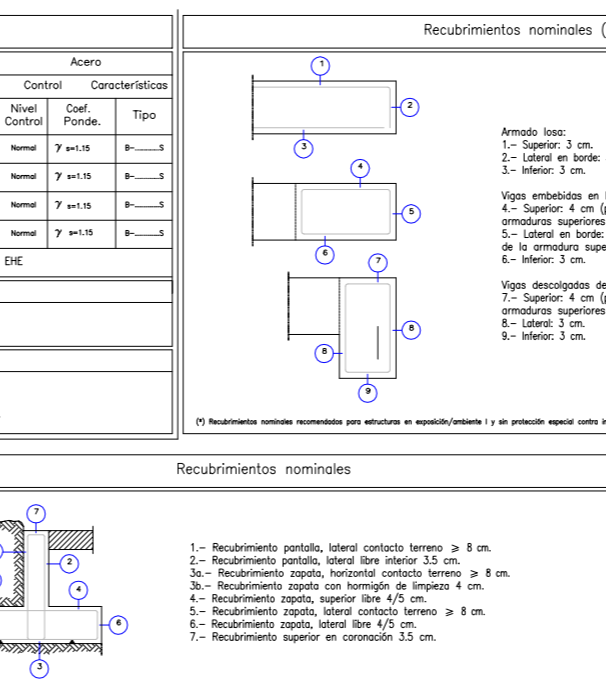 Recubrimientos nominales (
Acero
Control Características
Nivel Control Coef. Ponde. Tipo
Normal γ s=1.15 B-____S
Normal γ s=1.15 B-____S
Normal γ s=1.15 B-____S
Normal γ s=1.15 B-____S
EHE
1
2
3
4
5
6
7
8
8
9
Armado losa:
1.- Superior: 3 cm.
2.- Lateral en borde:
3.- Inferior: 3 cm.
Vigas embebidas en
4.- Superior: 4 cm (
armaduras superiores
5.- Lateral en borde:
de la armadura
6.- Inferior: 3 cm.
Vigas descolgadas de
7.- Superior: 4 cm (
armaduras superiores
8.- Lateral: 3 cm.
9.- Inferior: 3 cm.
(*) Recubrimientos nominales recomendados para estructuras en exposición/ambiente I y sin protección especial contra
Recubrimientos nominales
7
2
4
6
3
1.- Recubrimiento pantalla, lateral contacto terreno ≥ 8 cm.
2.- Recubrimiento pantalla, lateral libre interior 3.5 cm.
3a.- Recubrimiento zapata, horizontal contacto terreno ≥ 8 cm.
3b.- Recubrimiento zapata con hormigón de limpieza 4 cm.
4.- Recubrimiento zapata, superior libre 4/5 cm.
5.- Recubrimiento zapata, lateral contacto terreno ≥ 8 cm.
6.- Recubrimiento zapata, lateral libre 4/5 cm.
7.- Recubrimiento superior en coronación 3.5 cm.